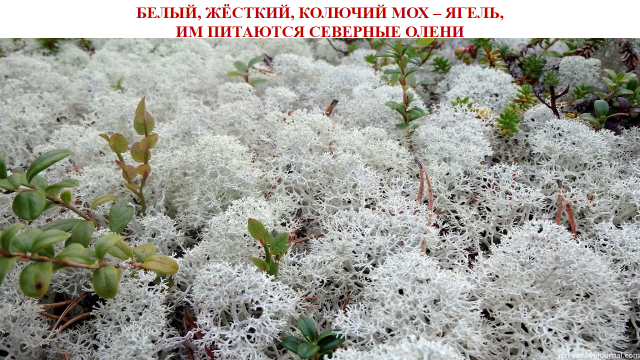 БЕЛЫЙ, ЖЁСТКИЙ, КОЛЮЧИЙ МОХ – ЯГЕЛЬ,
ИМ ПИТАЮТСЯ СЕВЕРНЫЕ ОЛЕНИ